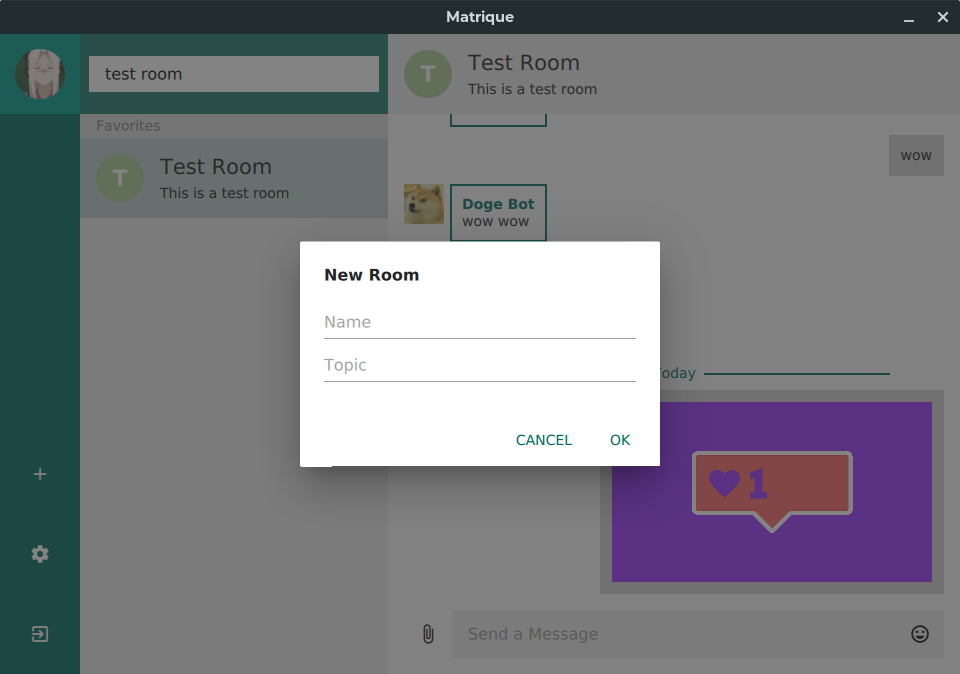 Matrique
test room
Favorites
T
Test Room
This is a test room
T
Test Room
This is a test room
wow
Doge Bot
wow wow
Today
1
Send a Message
New Room
Name
Topic
CANCEL
OK